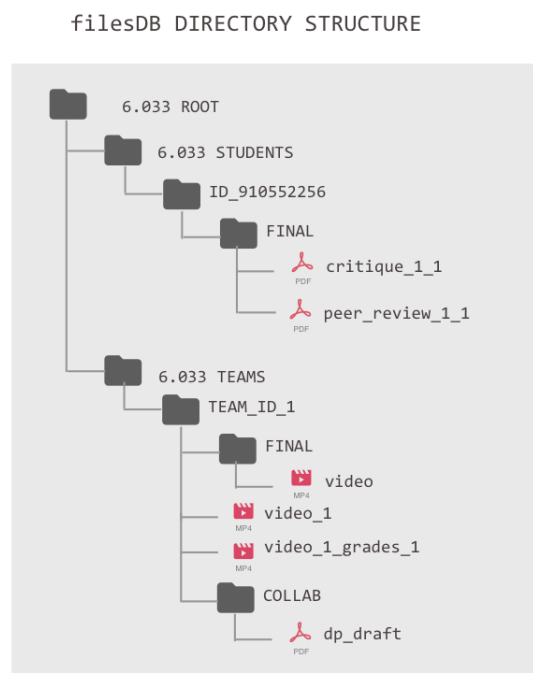 filesDB DIRECTORY STRUCTURE
6.033 ROOT
6.033 STUDENTS
ID_910552256
FINAL
critique_1_1
PDF
peer_review_1_1
PDF
6.033 TEAMS
TEAM_ID_1
FINAL
video
MP4
video_1
MP4
video_1_grades_1
MP4
COLLAB
dp_draft
PDF